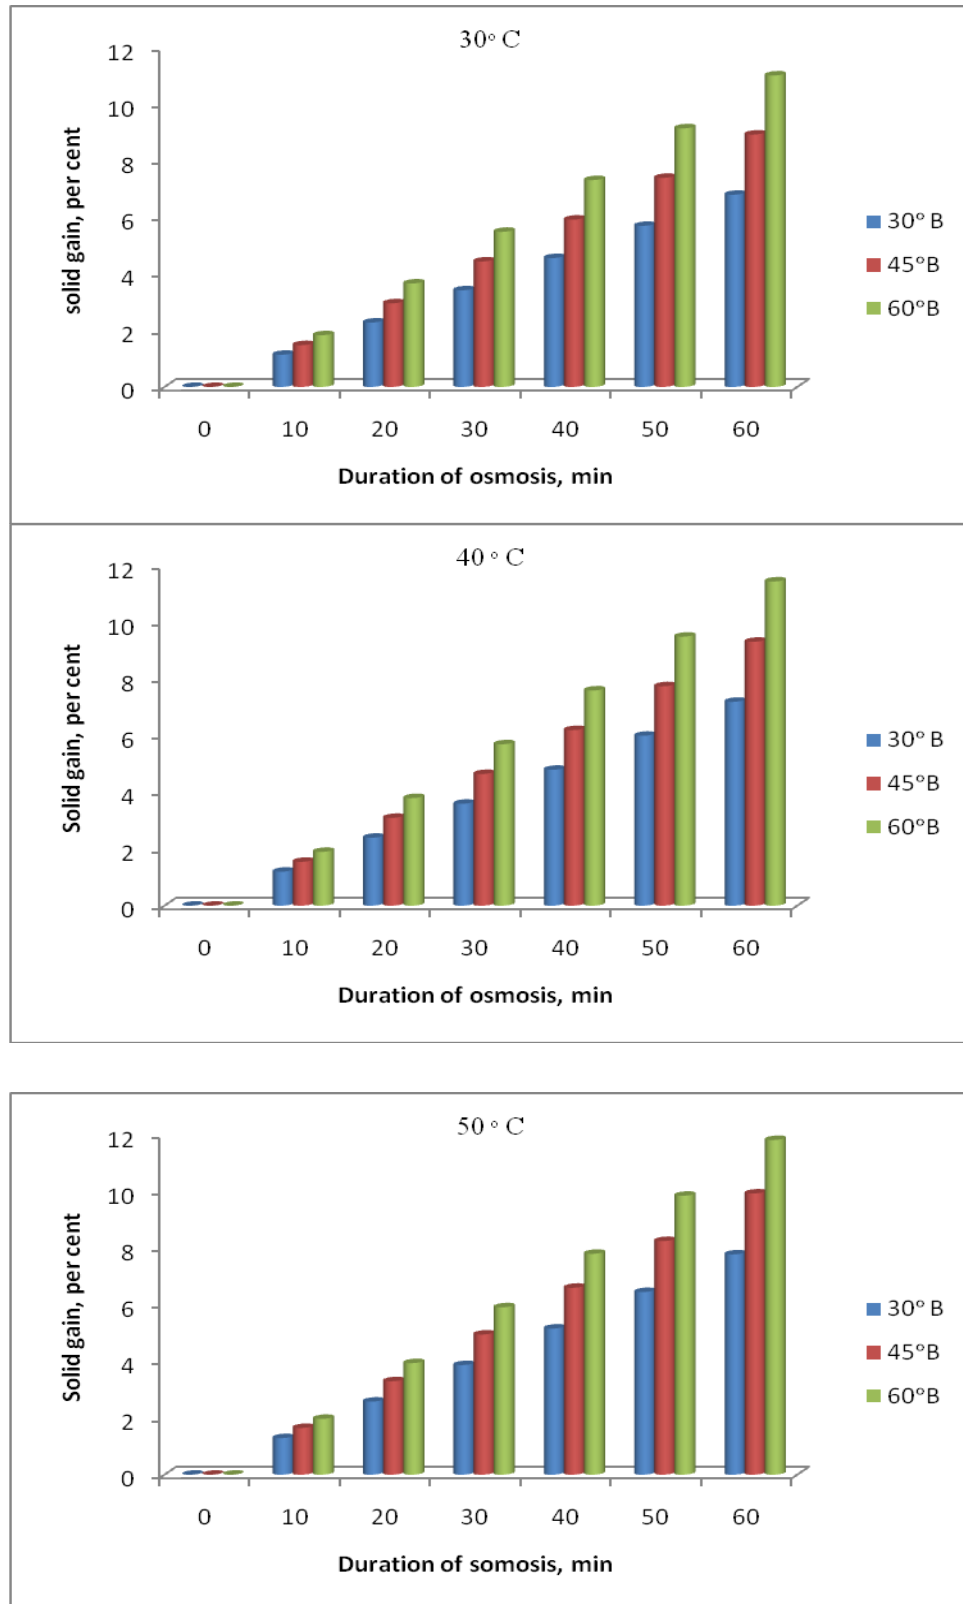 30° C
12
10
8
6
4
2
0
solid gain, per cent
0 10 20 30 40 50 60
Duration of osmosis, min
30° B
45°B
60°B
40 ° C
12
10
8
6
4
2
0
Solid gain, per cent
0 10 20 30 40 50 60
Duration of osmosis, min
30° B
45°B
60°B
50 ° C
12
10
8
6
4
2
0
Solid gain, per cent
0 10 20 30 40 50 60
Duration of somosis, min
30° B
45°B
60°B